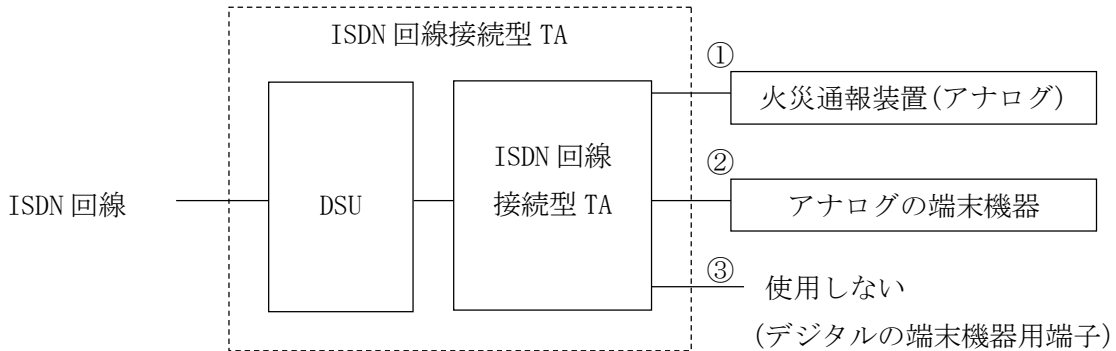 ISDN 回線接続型 TA
①
火災通報装置(アナログ)
ISDN 回線
接続型 TA
②
ISDN 回線
DSU
アナログの端末機器
③
使用しない
(デジタルの端末機器用端子)